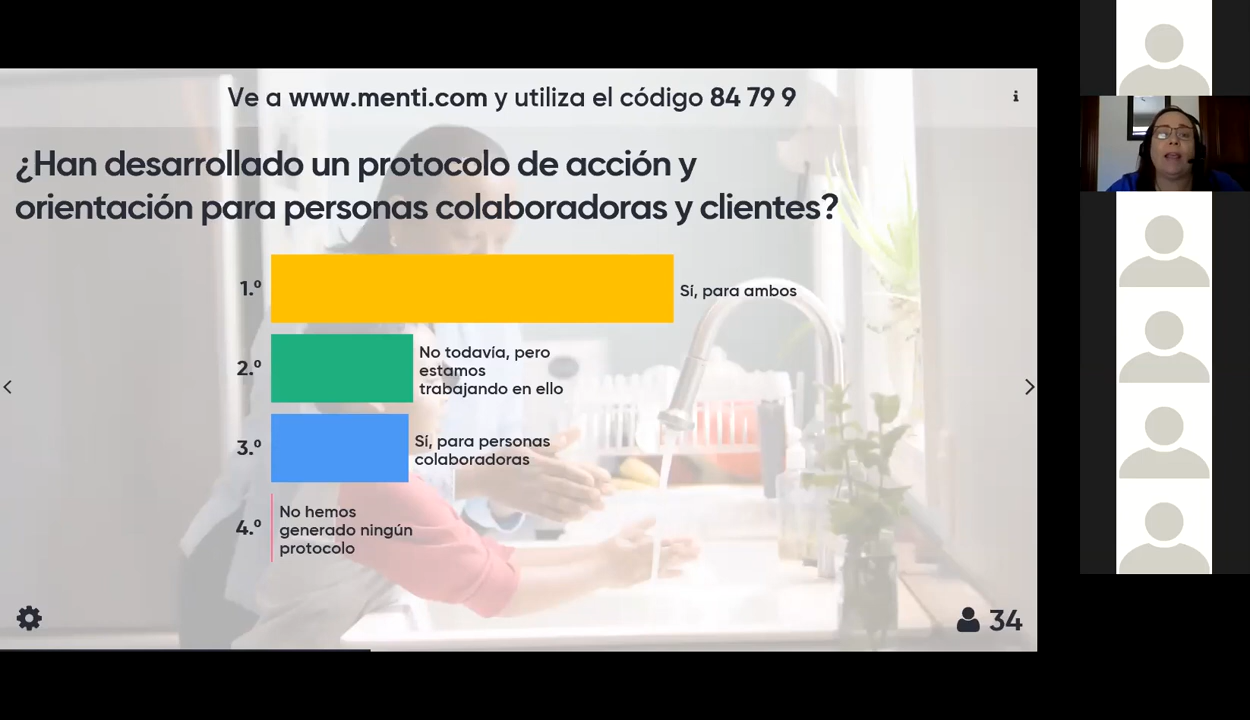 Ve a www.menti.com y utiliza el código 84 79 9
¿Han desarrollado un protocolo de acción y
orientación para personas colaboradoras y clientes?
1.º
Sí, para ambos
2.º
No todavía, pero
estamos
trabajando en ello
3.º
Sí, para personas
colaboradoras
4.º
No hemos
generado ningún
protocolo
34